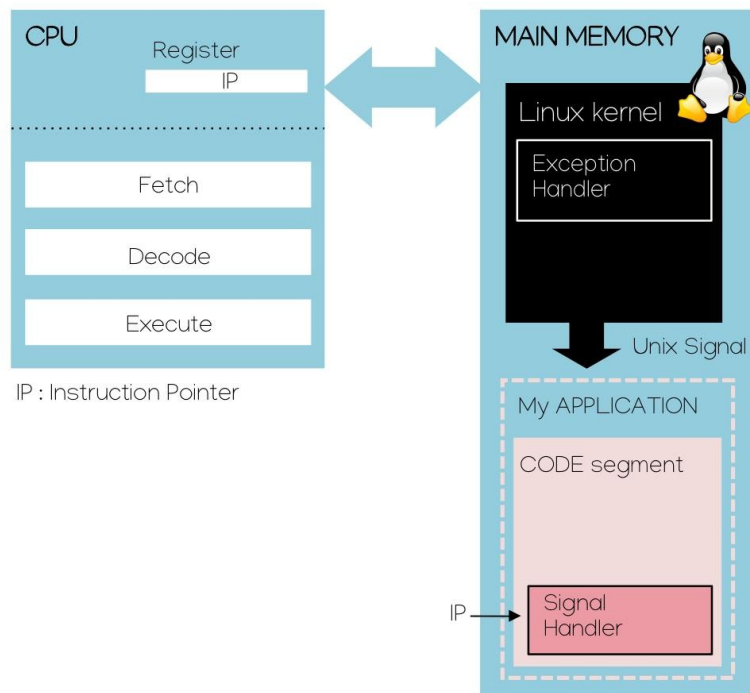 CPU
Register
IP
Fetch
Decode
Execute
IP : Instruction Pointer
MAIN MEMORY
Linux kernel
Exception
Handler
Unix Signal
My APPLICATION
CODE segment
IP
Signal
Handler